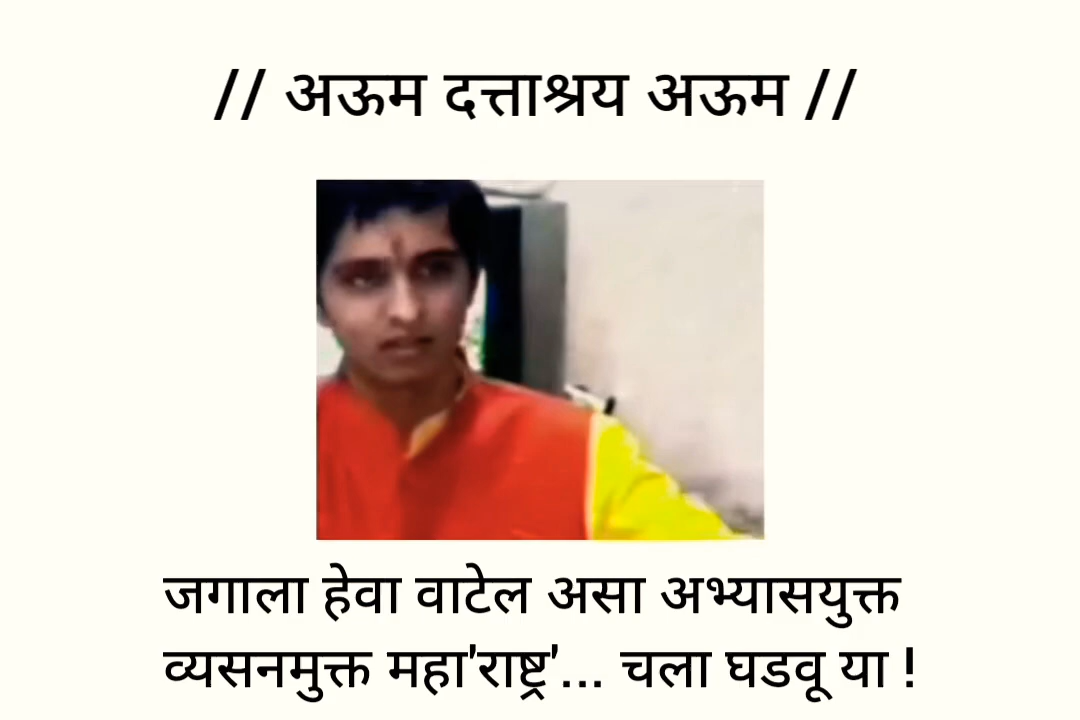 // अऊम दत्ताश्रय अऊम //
जगाला हेवा वाटेल असा अभ्यासयुक्त
व्यसनमुक्त महा'राष्ट्र'... चला घडवू या !